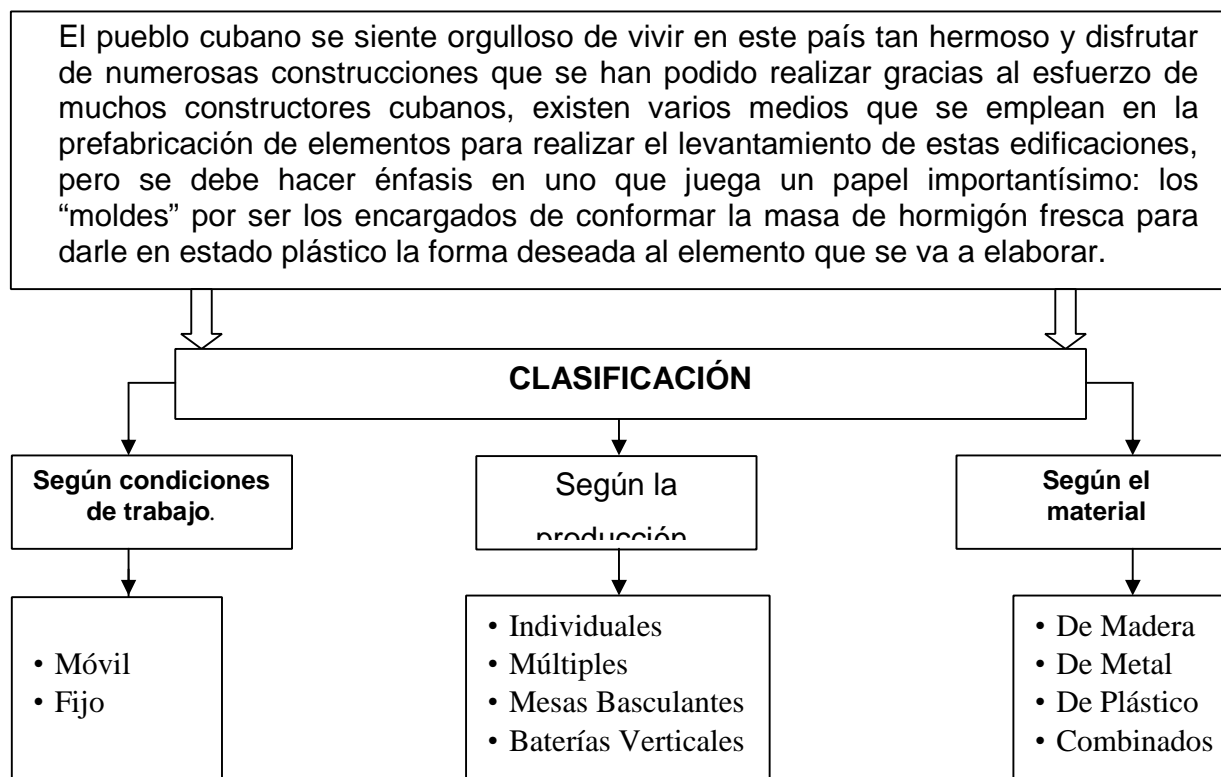 El pueblo cubano se siente orgulloso de vivir en este país tan hermoso y disfrutar
de numerosas construcciones que se han podido realizar gracias al esfuerzo de
muchos constructores cubanos, existen varios medios que se emplean en la
prefabricación de elementos para realizar el levantamiento de estas edificaciones,
pero se debe hacer énfasis en uno que juega un papel importantísimo: los
“moldes” por ser los encargados de conformar la masa de hormigón fresca para
darle en estado plástico la forma deseada al elemento que se va a elaborar.
CLASIFICACIÓN
Según condiciones
de trabajo.
Según la
producción
Según el
material
• Móvil
• Fijo
• Individuales
• Múltiples
• Mesas Basculantes
• Baterías Verticales
• De Madera
• De Metal
• De Plástico
• Combinados